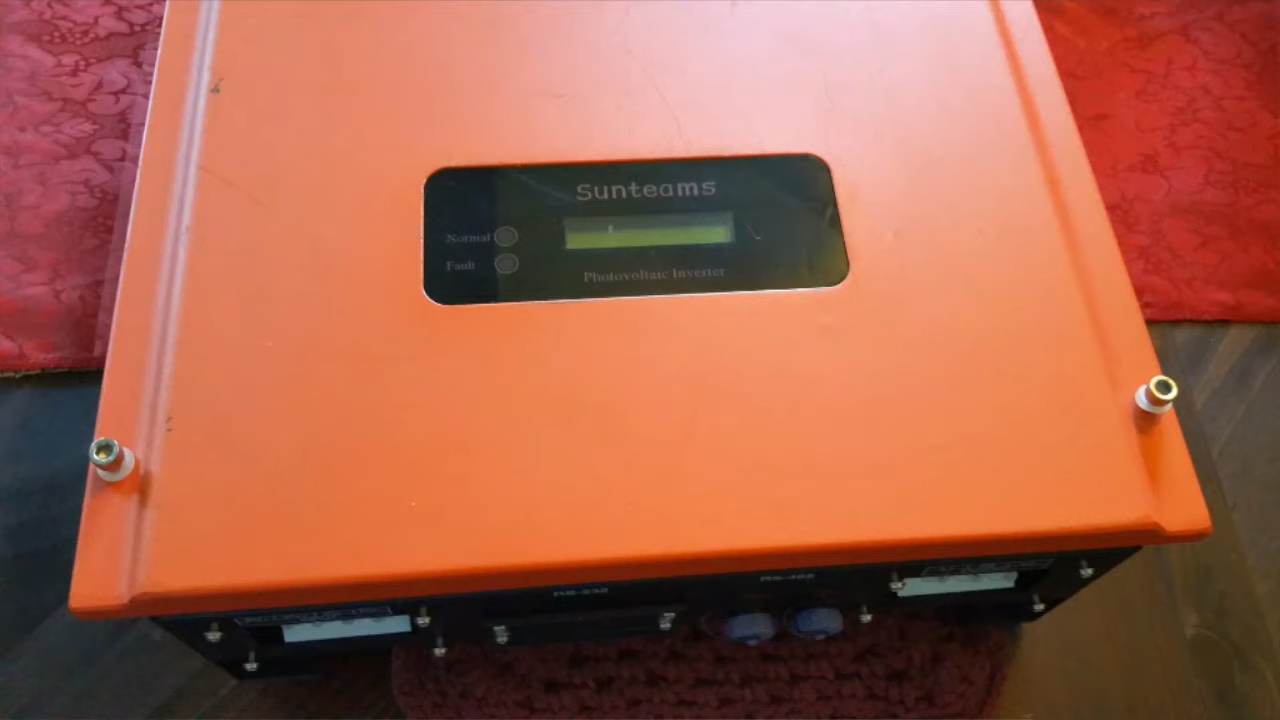 Sunteams
Normal
Fault
Photovoltaic Inverter
RS-232
RS-485